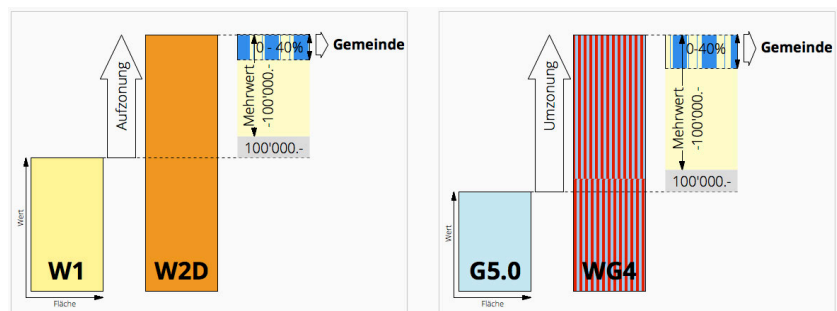 Wert
Fläche
W1
Aufzonung
W2D
0 - 40%
Mehrwert
-100'000.-
100'000.-
Gemeinde
Wert
Fläche
G5.0
Umzonung
WG4
0-40%
Mehrwert
-100'000.-
100'000.-
Gemeinde